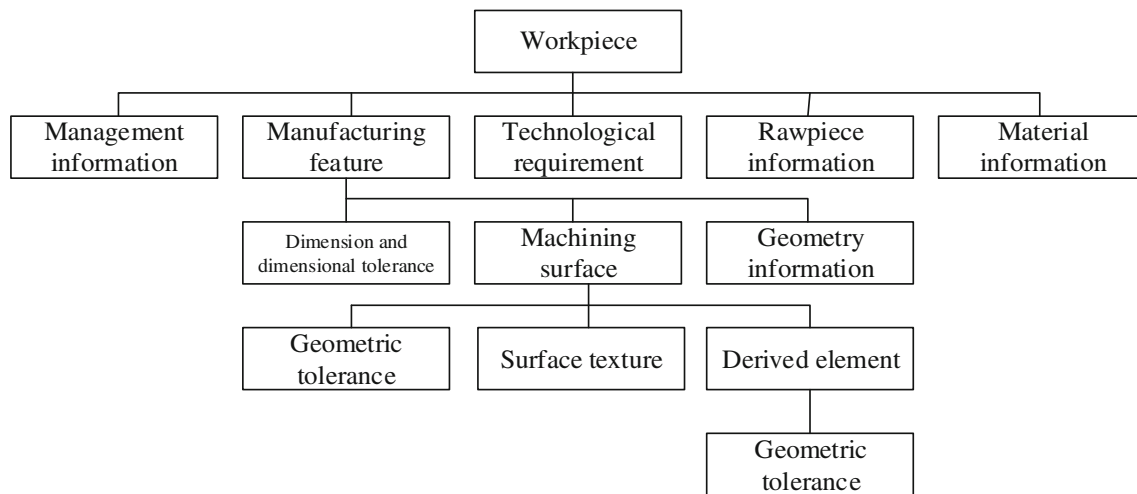 Workpiece
Management
information
Manufacturing
feature
Technological
requirement
Rawpiece
information
Material
information
Dimension and
dimensional tolerance
Machining
surface
Geometry
information
Geometric
tolerance
Surface texture
Derived element
Geometric
tolerance